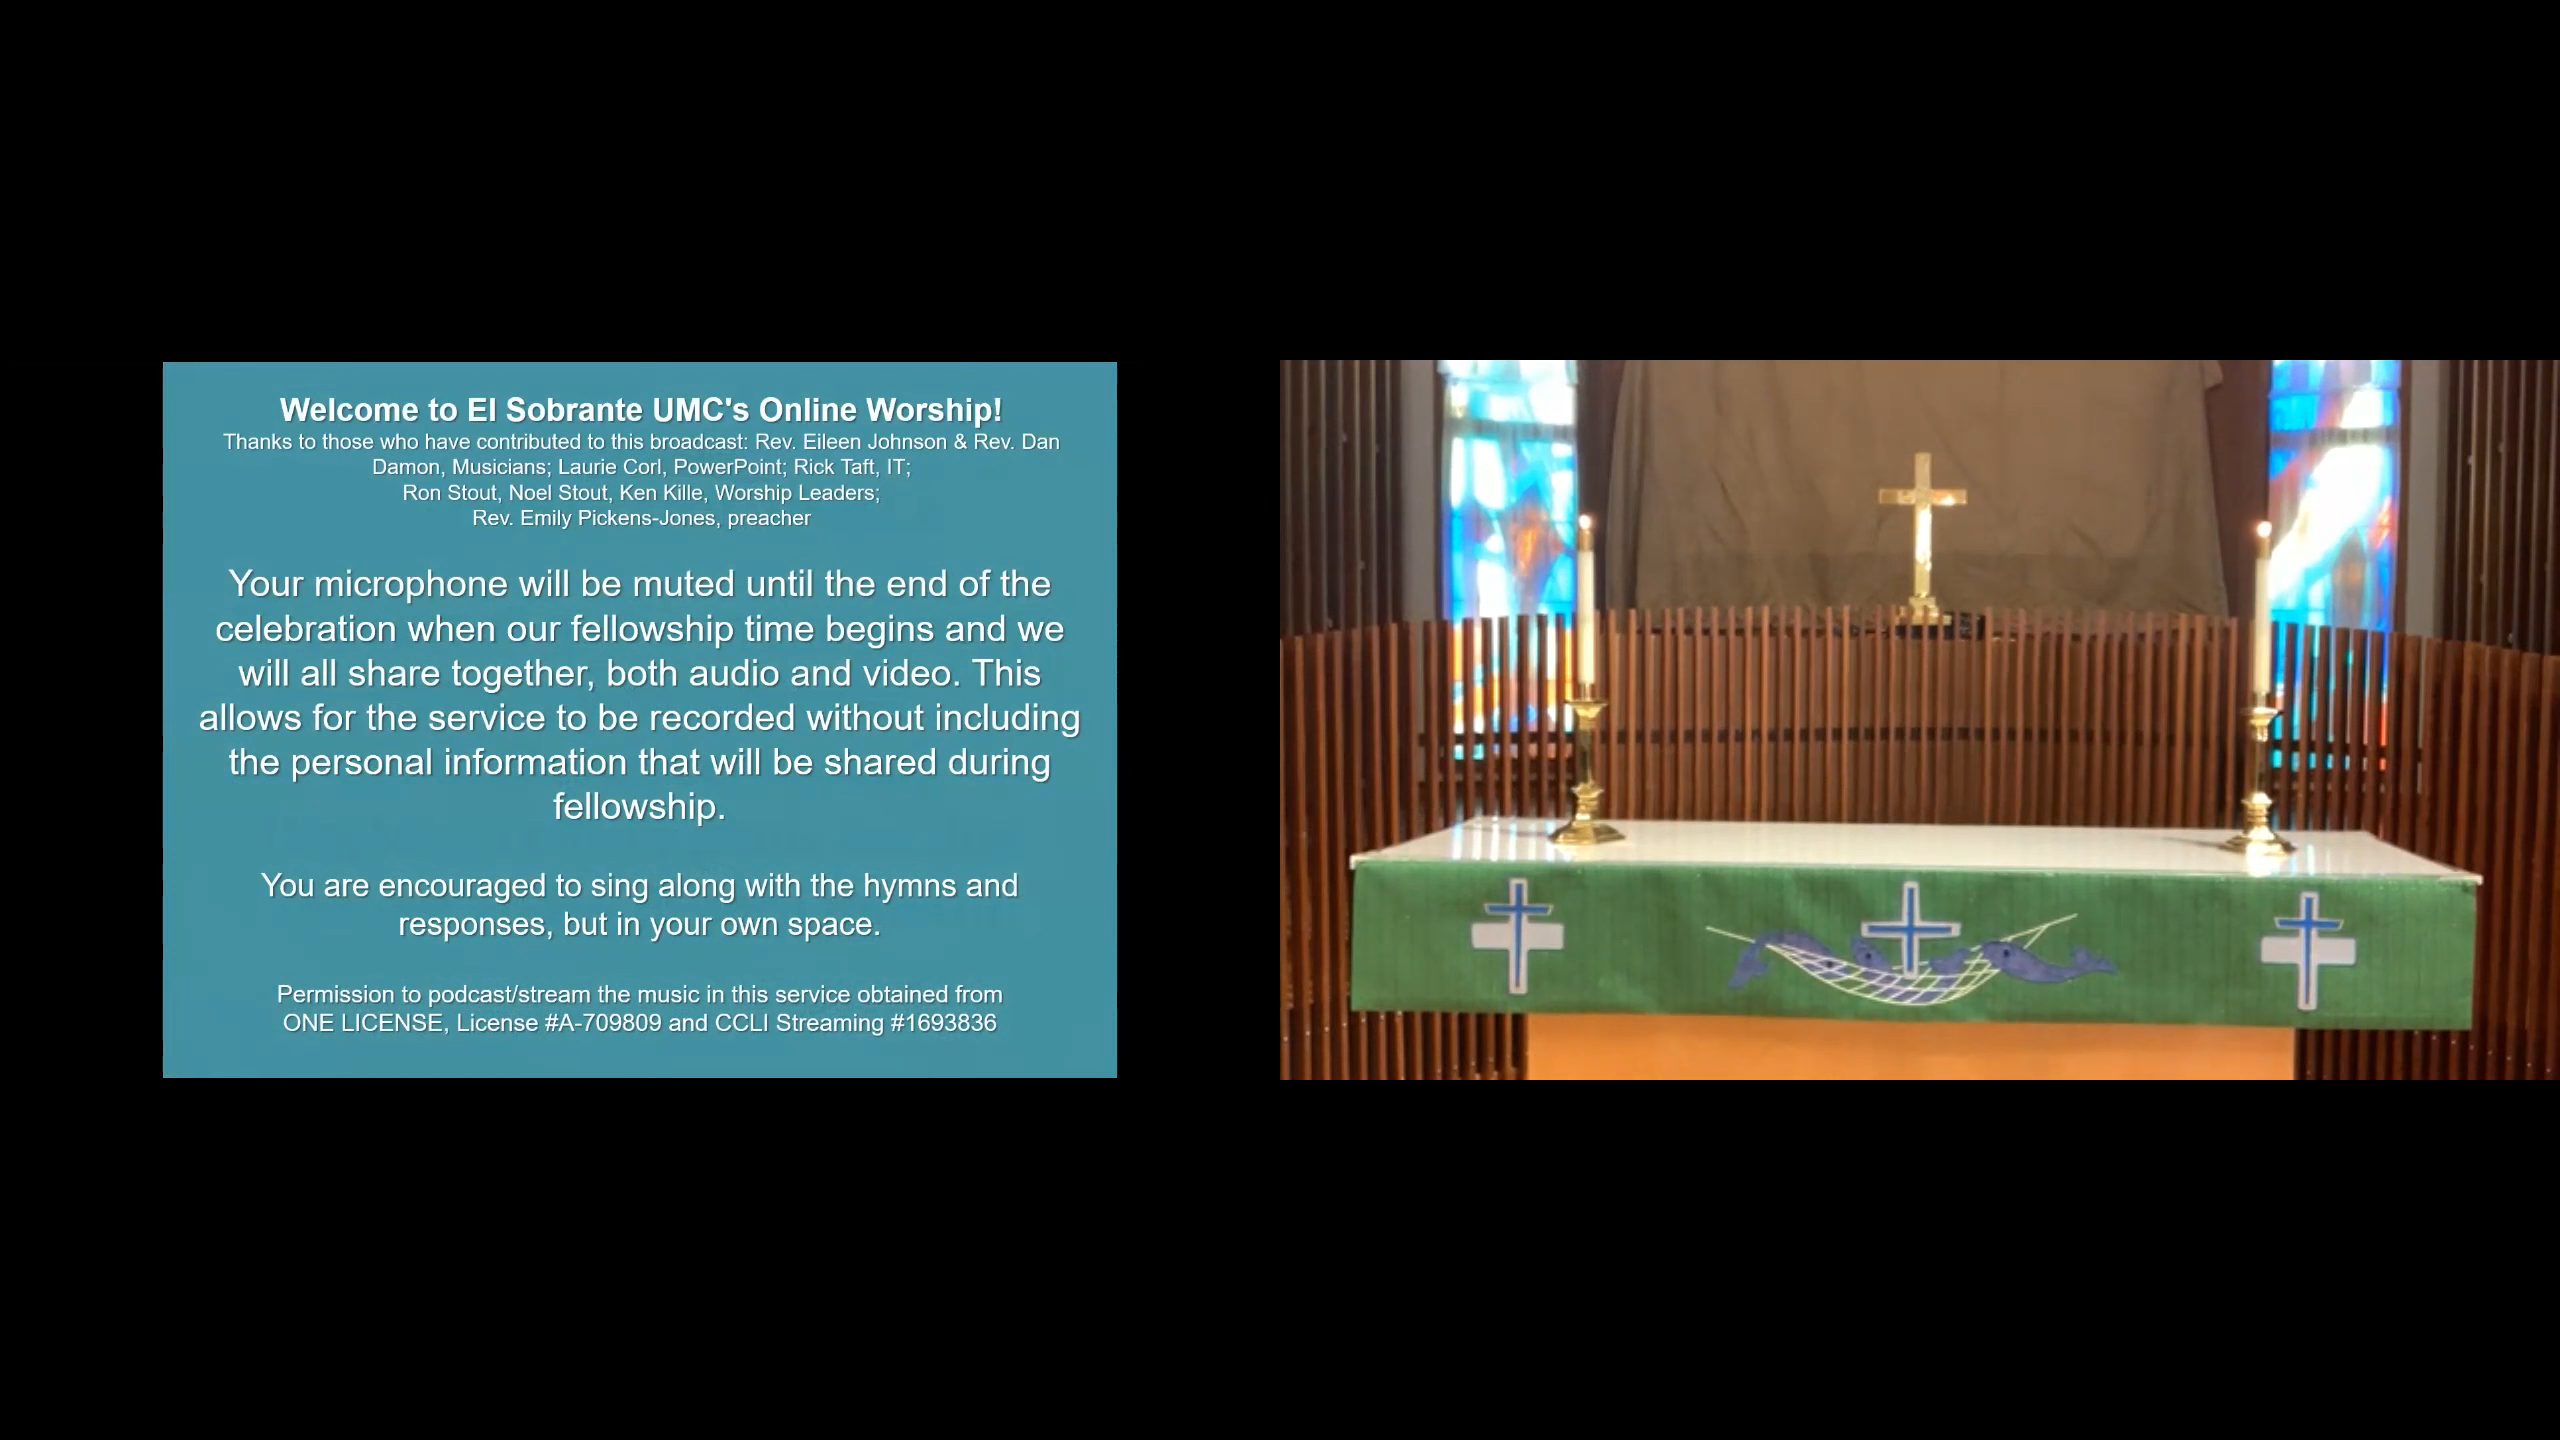 Welcome to El Sobrante UMC's Online Worship!
Thanks to those who have contributed to this broadcast: Rev. Eileen Johnson & Rev. Dan
Damon, Musicians; Laurie Corl, PowerPoint; Rick Taft, IT;
Ron Stout, Noel Stout, Ken Kille, Worship Leaders;
Rev. Emily Pickens-Jones, preacher
Your microphone will be muted until the end of the
celebration when our fellowship time begins and we
will all share together, both audio and video. This
allows for the service to be recorded without including
the personal information that will be shared during
fellowship.
You are encouraged to sing along with the hymns and
responses, but in your own space.
Permission to podcast/stream the music in this service obtained from
ONE LICENSE, License #A-709809 and CCLI Streaming #1693836